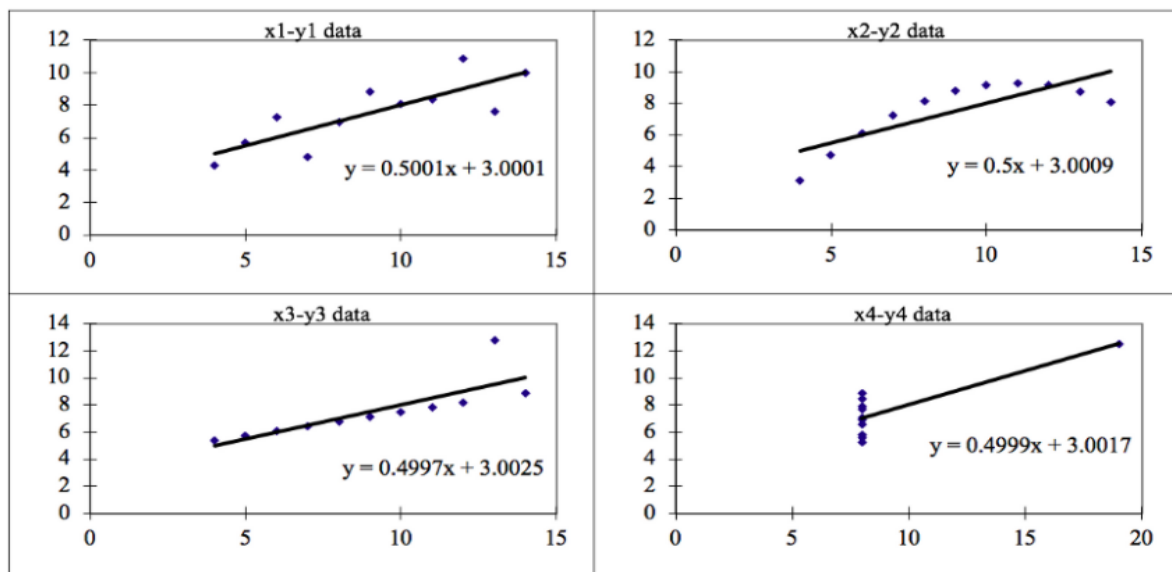 x1-y1 data
12
10
8
6
4
2
0
0 5 10 15
y = 0.5001x + 3.0001
x2-y2 data
12
10
8
6
4
2
0
0 5 10 15
y = 0.5x + 3.0009
x3-y3 data
14
12
10
8
6
4
2
0
0 5 10 15
y = 0.4997x + 3.0025
x4-y4 data
14
12
10
8
6
4
2
0
0 5 10 15 20
y = 0.4999x + 3.0017